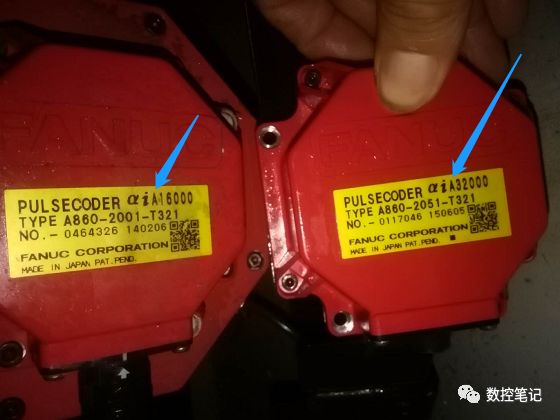 FANUC
PULSECODER αiA16000
TYPE A860-2001-T321
NO.- 0464326 140206
FANUC CORPORATION
MADE IN JAPAN PAT.PEND.
FANUC
PULSECODER αiA32000
TYPE A860-2051-T321
NO.- 0117046 150605
FANUC CORPORATION
MADE IN JAPAN PAT.PEND.
数控笔记